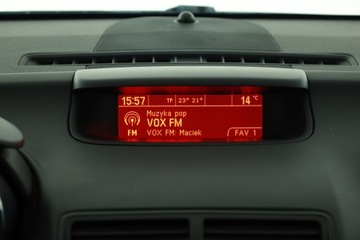 15:57 TP 23° 21° 14 °C
Muzyka pop
VOX FM
FM VOX FM: Maciek
FAV 1